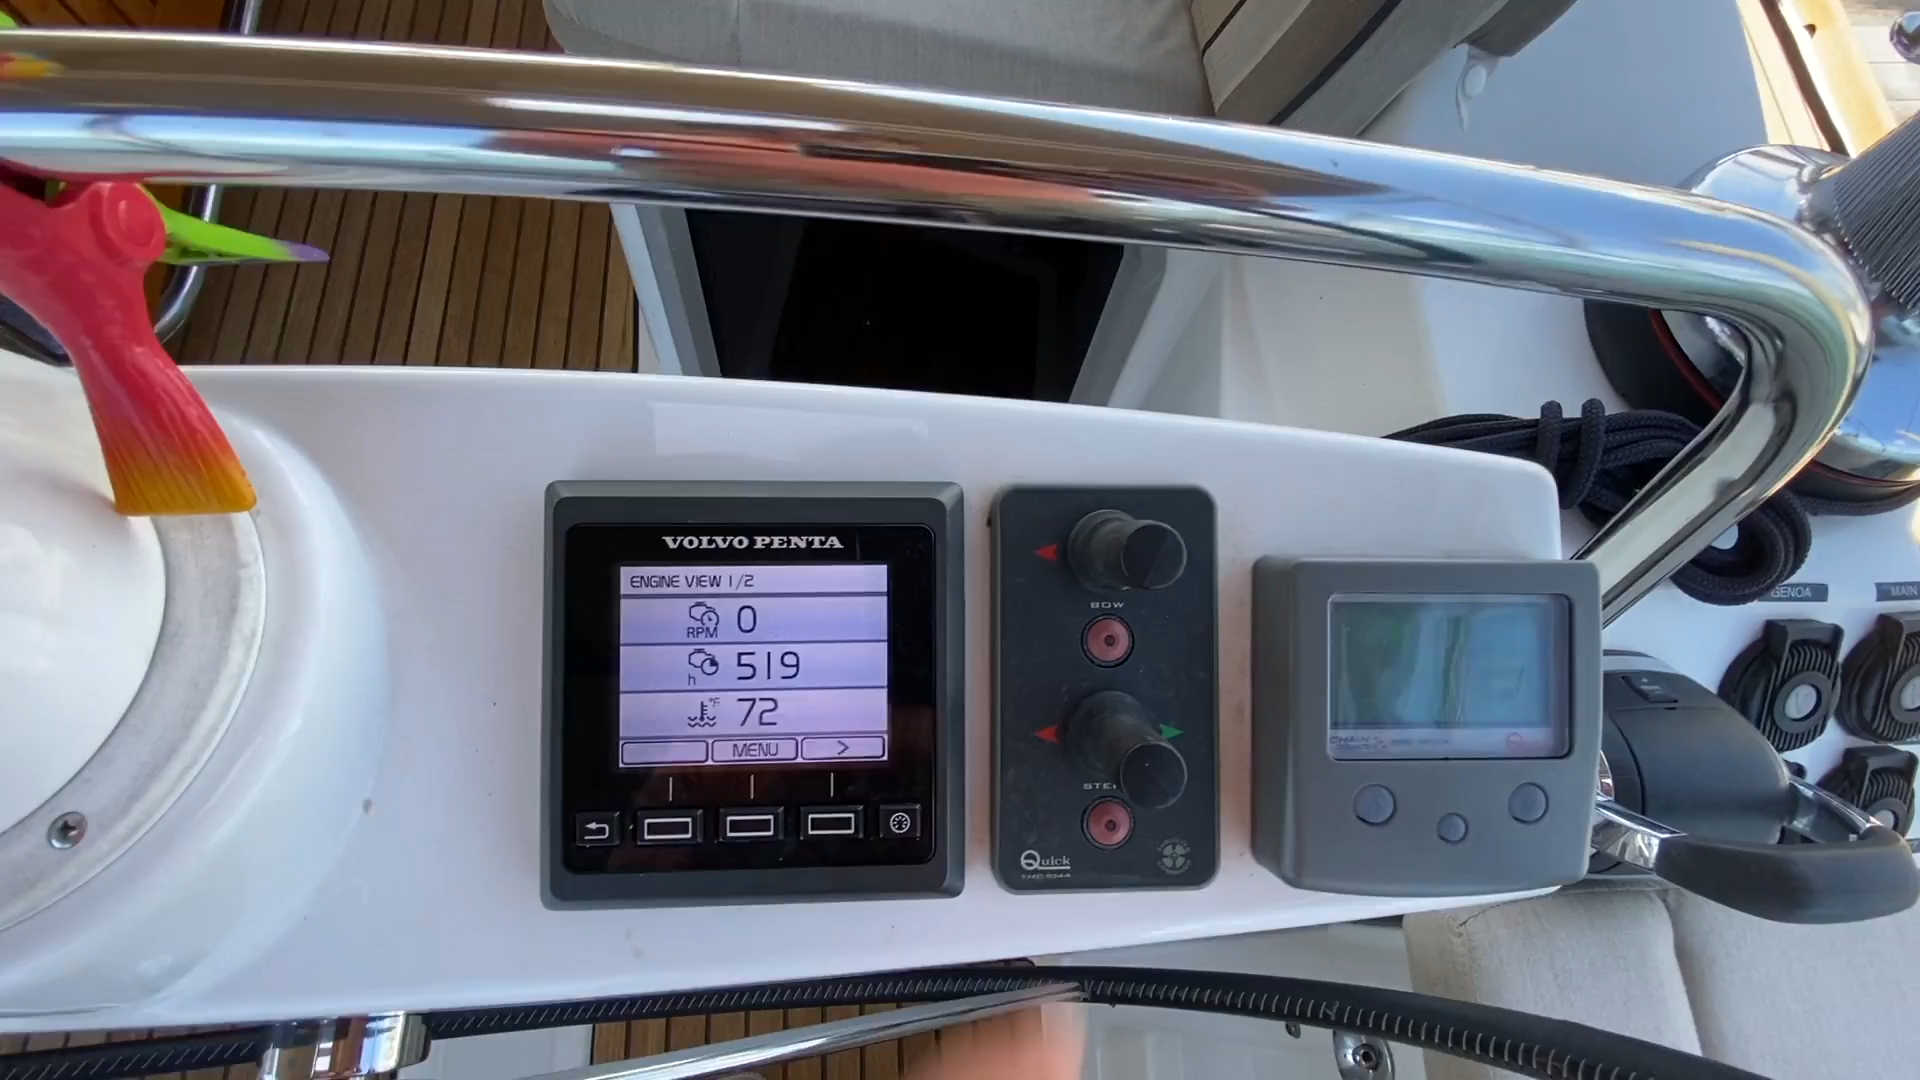 VOLVO PENTA
ENGINE VIEW 1/2
RPM 0
h 519
°F 72
MENU >
BOW
Quick
GENOA
MAIN